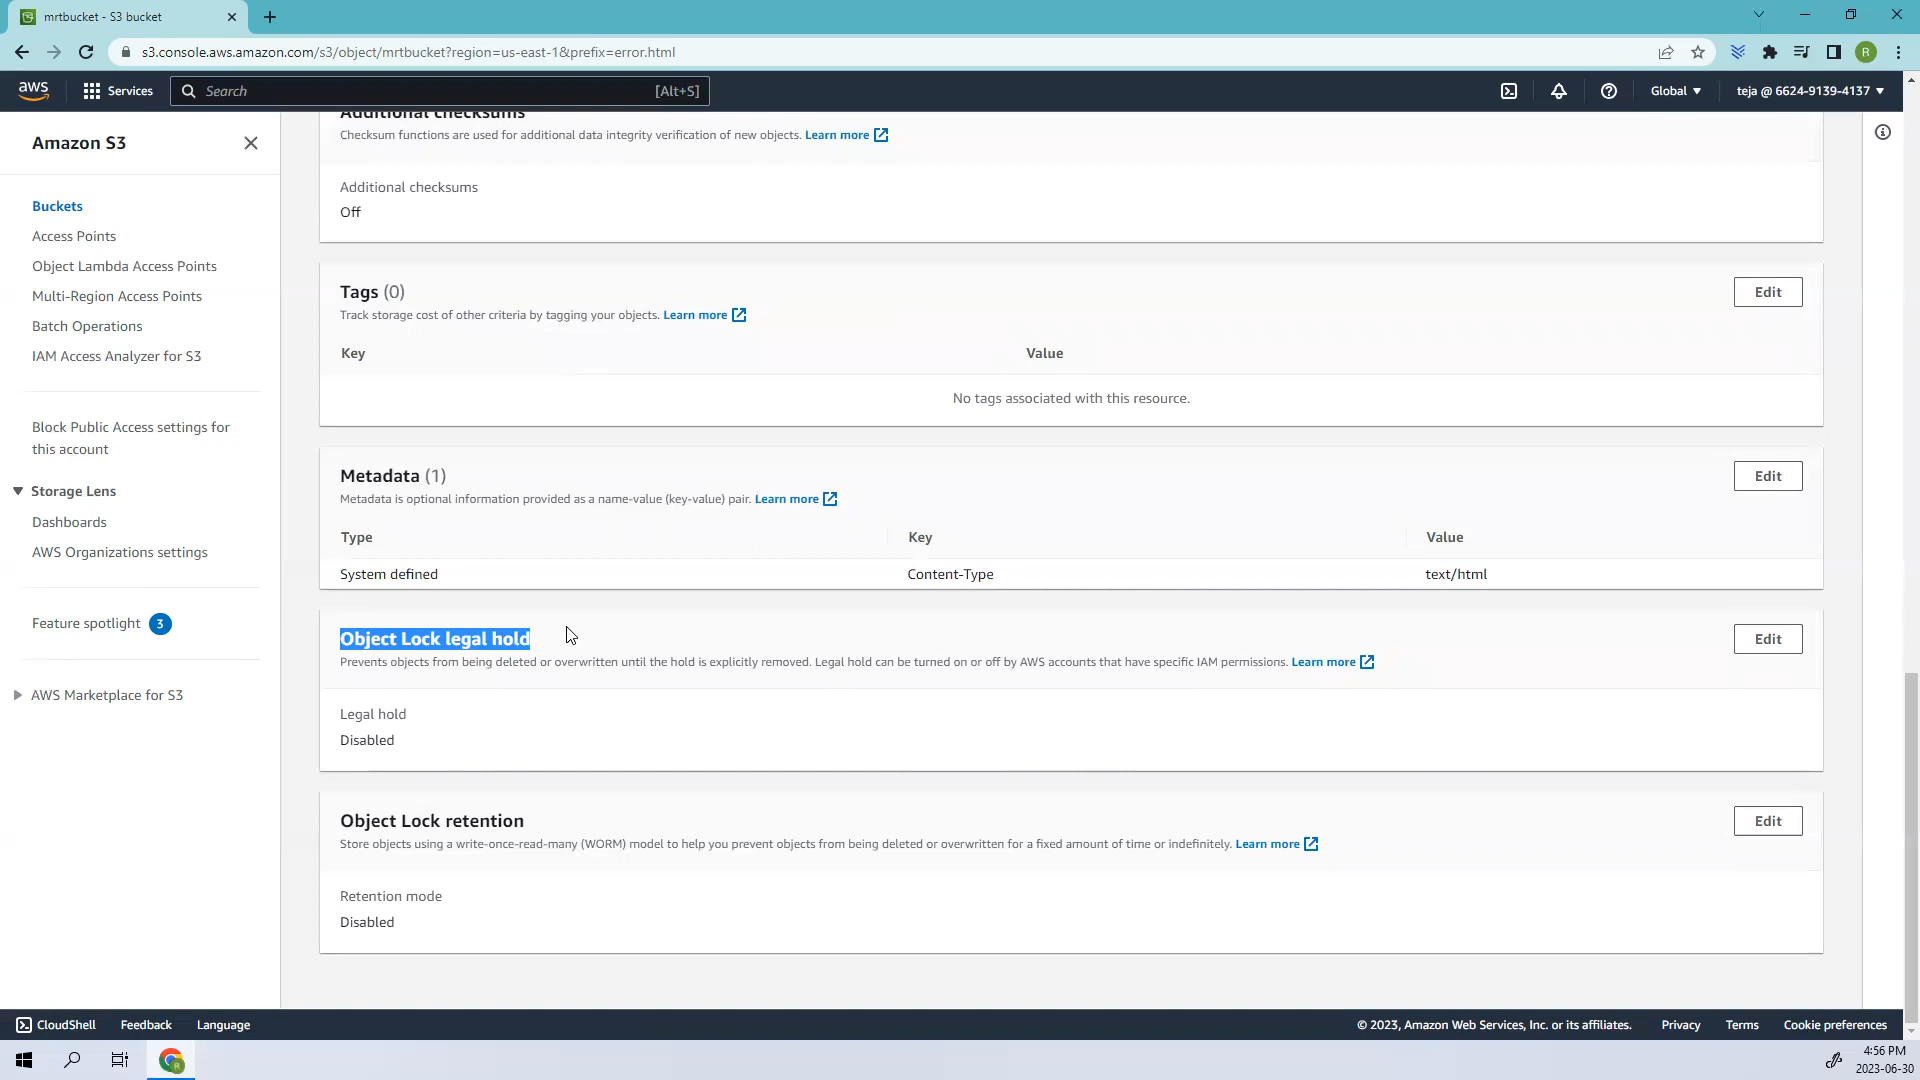 mrtbucket - S3 bucket
s3.console.aws.amazon.com/s3/object/mrtbucket?region=us-east-1&prefix=error.html
R
aws
Services
Search
[Alt+S]
Global
teja @ 6624-9139-4137
Amazon S3
Buckets
Access Points
Object Lambda Access Points
Multi-Region Access Points
Batch Operations
IAM Access Analyzer for S3
Block Public Access settings for
this account
Storage Lens
Dashboards
AWS Organizations settings
Feature spotlight 3
AWS Marketplace for S3
Additional checksums
Checksum functions are used for additional data integrity verification of new objects. Learn more
Additional checksums
Off
Tags (0)
Edit
Track storage cost of other criteria by tagging your objects. Learn more
Key
Value
No tags associated with this resource.
Metadata (1)
Edit
Metadata is optional information provided as a name-value (key-value) pair. Learn more
Type
Key
Value
System defined
Content-Type
text/html
Object Lock legal hold
Edit
Prevents objects from being deleted or overwritten until the hold is explicitly removed. Legal hold can be turned on or off by AWS accounts that have specific IAM permissions. Learn more
Legal hold
Disabled
Object Lock retention
Edit
Store objects using a write-once-read-many (WORM) model to help you prevent objects from being deleted or overwritten for a fixed amount of time or indefinitely. Learn more
Retention mode
Disabled
CloudShell
Feedback
Language
© 2023, Amazon Web Services, Inc. or its affiliates.
Privacy
Terms
Cookie preferences
R
4:56 PM
2023-06-30